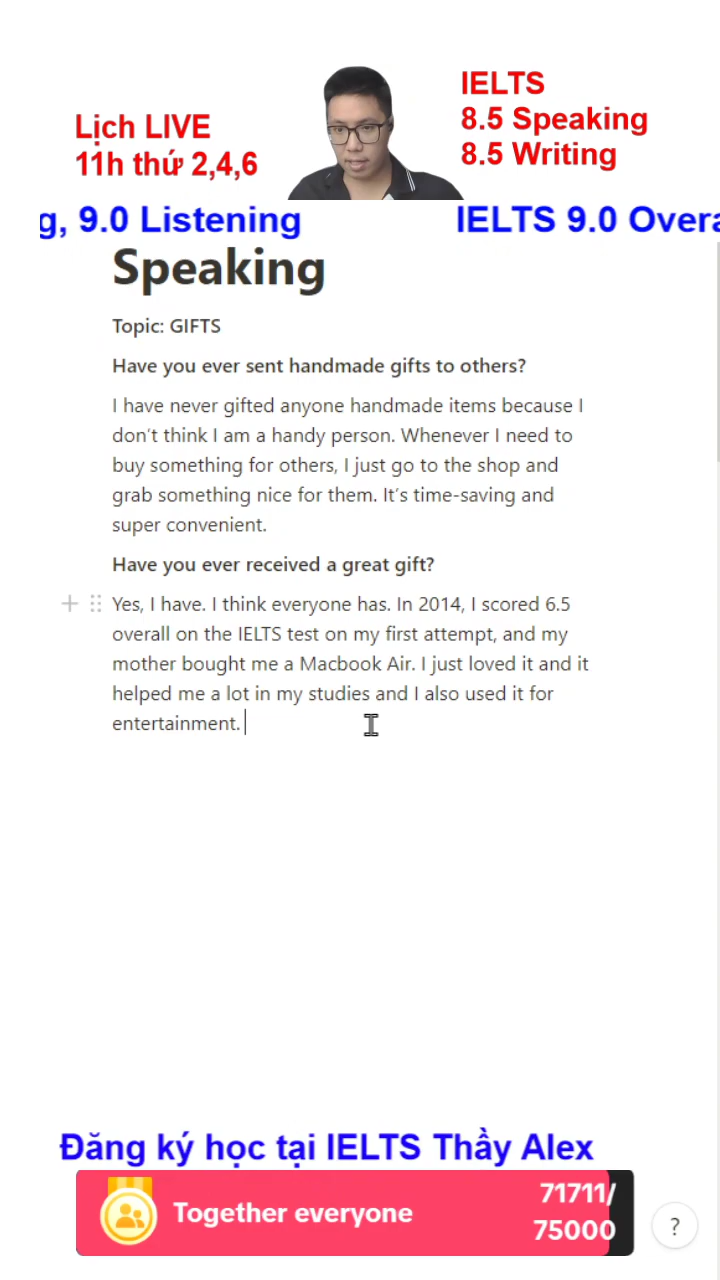 Lịch LIVE
11h thứ 2,4,6
IELTS
8.5 Speaking
8.5 Writing
g, 9.0 Listening
IELTS 9.0 Overa
Speaking
Topic: GIFTS
Have you ever sent handmade gifts to others?
I have never gifted anyone handmade items because I
don't think I am a handy person. Whenever I need to
buy something for others, I just go to the shop and
grab something nice for them. It's time-saving and
super convenient.
Have you ever received a great gift?
Yes, I have. I think everyone has. In 2014, I scored 6.5
overall on the IELTS test on my first attempt, and my
mother bought me a Macbook Air. I just loved it and it
helped me a lot in my studies and I also used it for
entertainment.
Đăng ký học tại IELTS Thầy Alex
Together everyone
71711/
75000
?